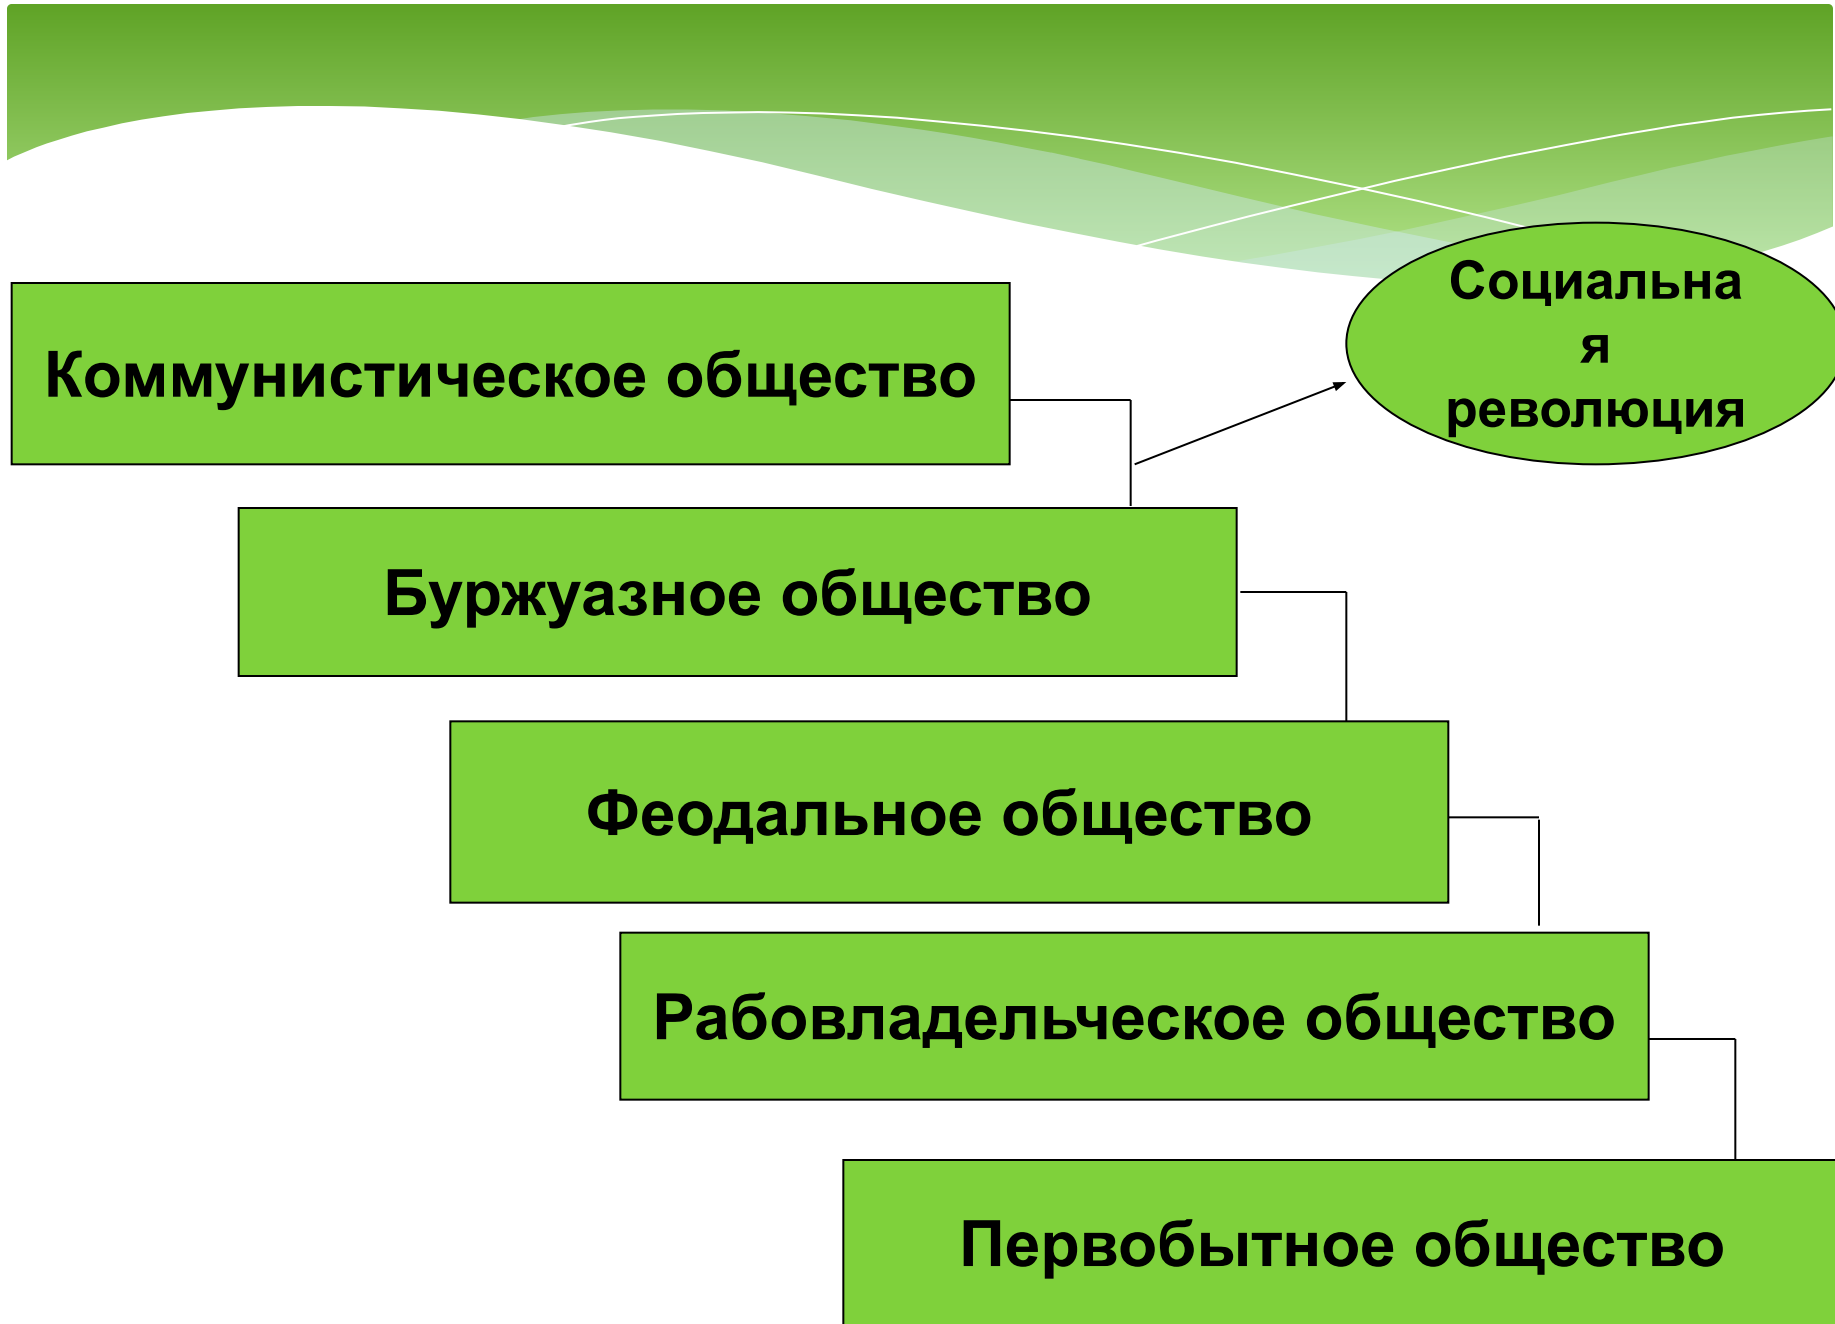 Социальна
я
революция
Коммунистическое общество
Буржуазное общество
Феодальное общество
Рабовладельческое общество
Первобытное общество